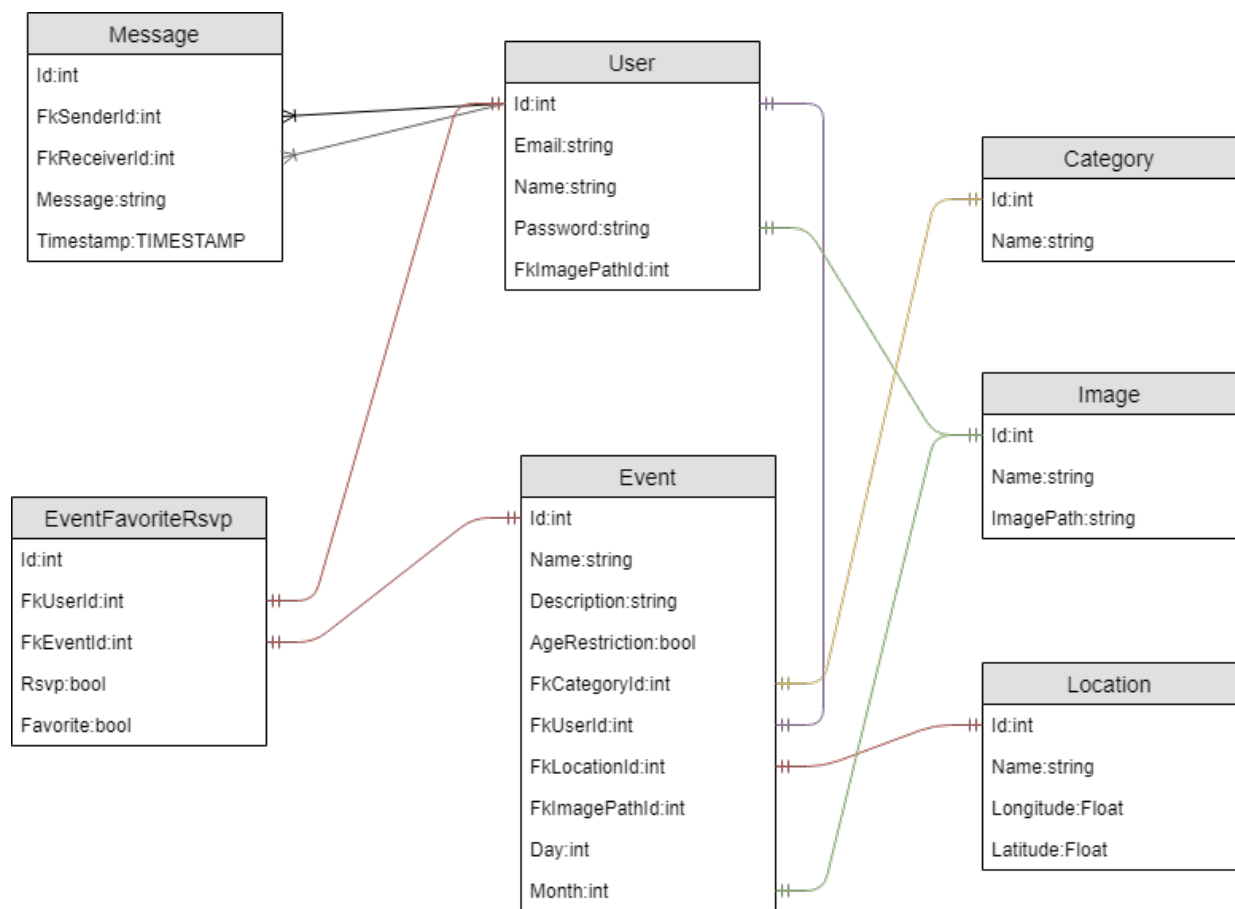 Message
Id:int
FkSenderId:int
FkReceiverId:int
Message:string
Timestamp:TIMESTAMP
User
Id:int
Email:string
Name:string
Password:string
FkImagePathId:int
Category
Id:int
Name:string
Image
Id:int
Name:string
ImagePath:string
EventFavoriteRsvp
Id:int
FkUserId:int
FkEventId:int
Rsvp:bool
Favorite:bool
Event
Id:int
Name:string
Description:string
AgeRestriction:bool
FkCategoryId:int
FkUserId:int
FkLocationId:int
FkImagePathId:int
Day:int
Month:int
Location
Id:int
Name:string
Longitude:Float
Latitude:Float